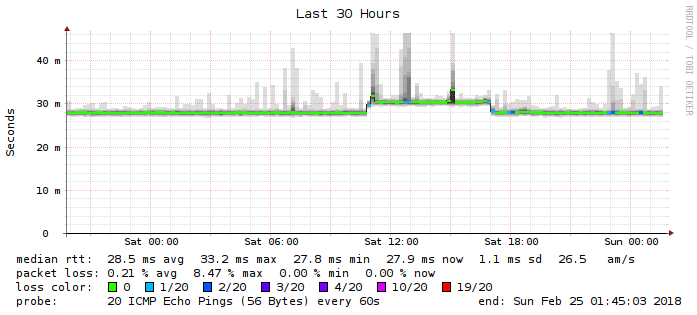 Last 30 Hours
RRDTOOL / TOBI OETIKER
Seconds
40 m
30 m
20 m
10 m
0
Sat 00:00 Sat 06:00 Sat 12:00 Sat 18:00 Sun 00:00
median rtt: 28.5 ms avg 33.2 ms max 27.8 ms min 27.9 ms now 1.1 ms sd 26.5 am/s
packet loss: 0.21 % avg 8.47 % max 0.00 % min 0.00 % now
loss color: 0 1/20 2/20 3/20 4/20 10/20 19/20
probe: 20 ICMP Echo Pings (56 Bytes) every 60s end: Sun Feb 25 01:45:03 2018